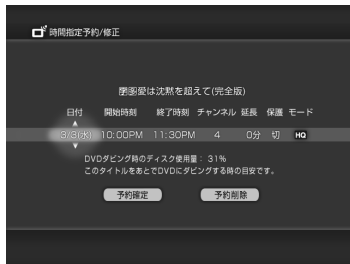 時間指定予約/修正
愛は沈黙を超えて(完全版)
日付 開始時刻 終了時刻 チャンネル 延長 保護 モード
3/3(水) 10:00PM 11:30PM 4 0分 切 HQ
DVDダビング時のディスク使用量： 31%
このタイトルをあとでDVDにダビングする時の目安です。
予約確定 予約削除